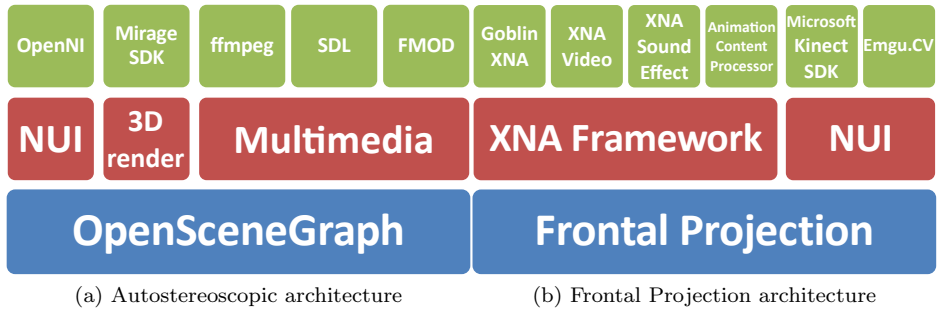 OpenNI
Mirage
SDK
ffmpeg
SDL
FMOD
Goblin
XNA
XNA
Video
XNA
Sound
Effect
Animation
Content
Processor
Microsoft
Kinect
SDK
Emgu.CV
NUI
3D
render
Multimedia
XNA Framework
NUI
OpenSceneGraph
Frontal Projection
(a) Autostereoscopic architecture
(b) Frontal Projection architecture